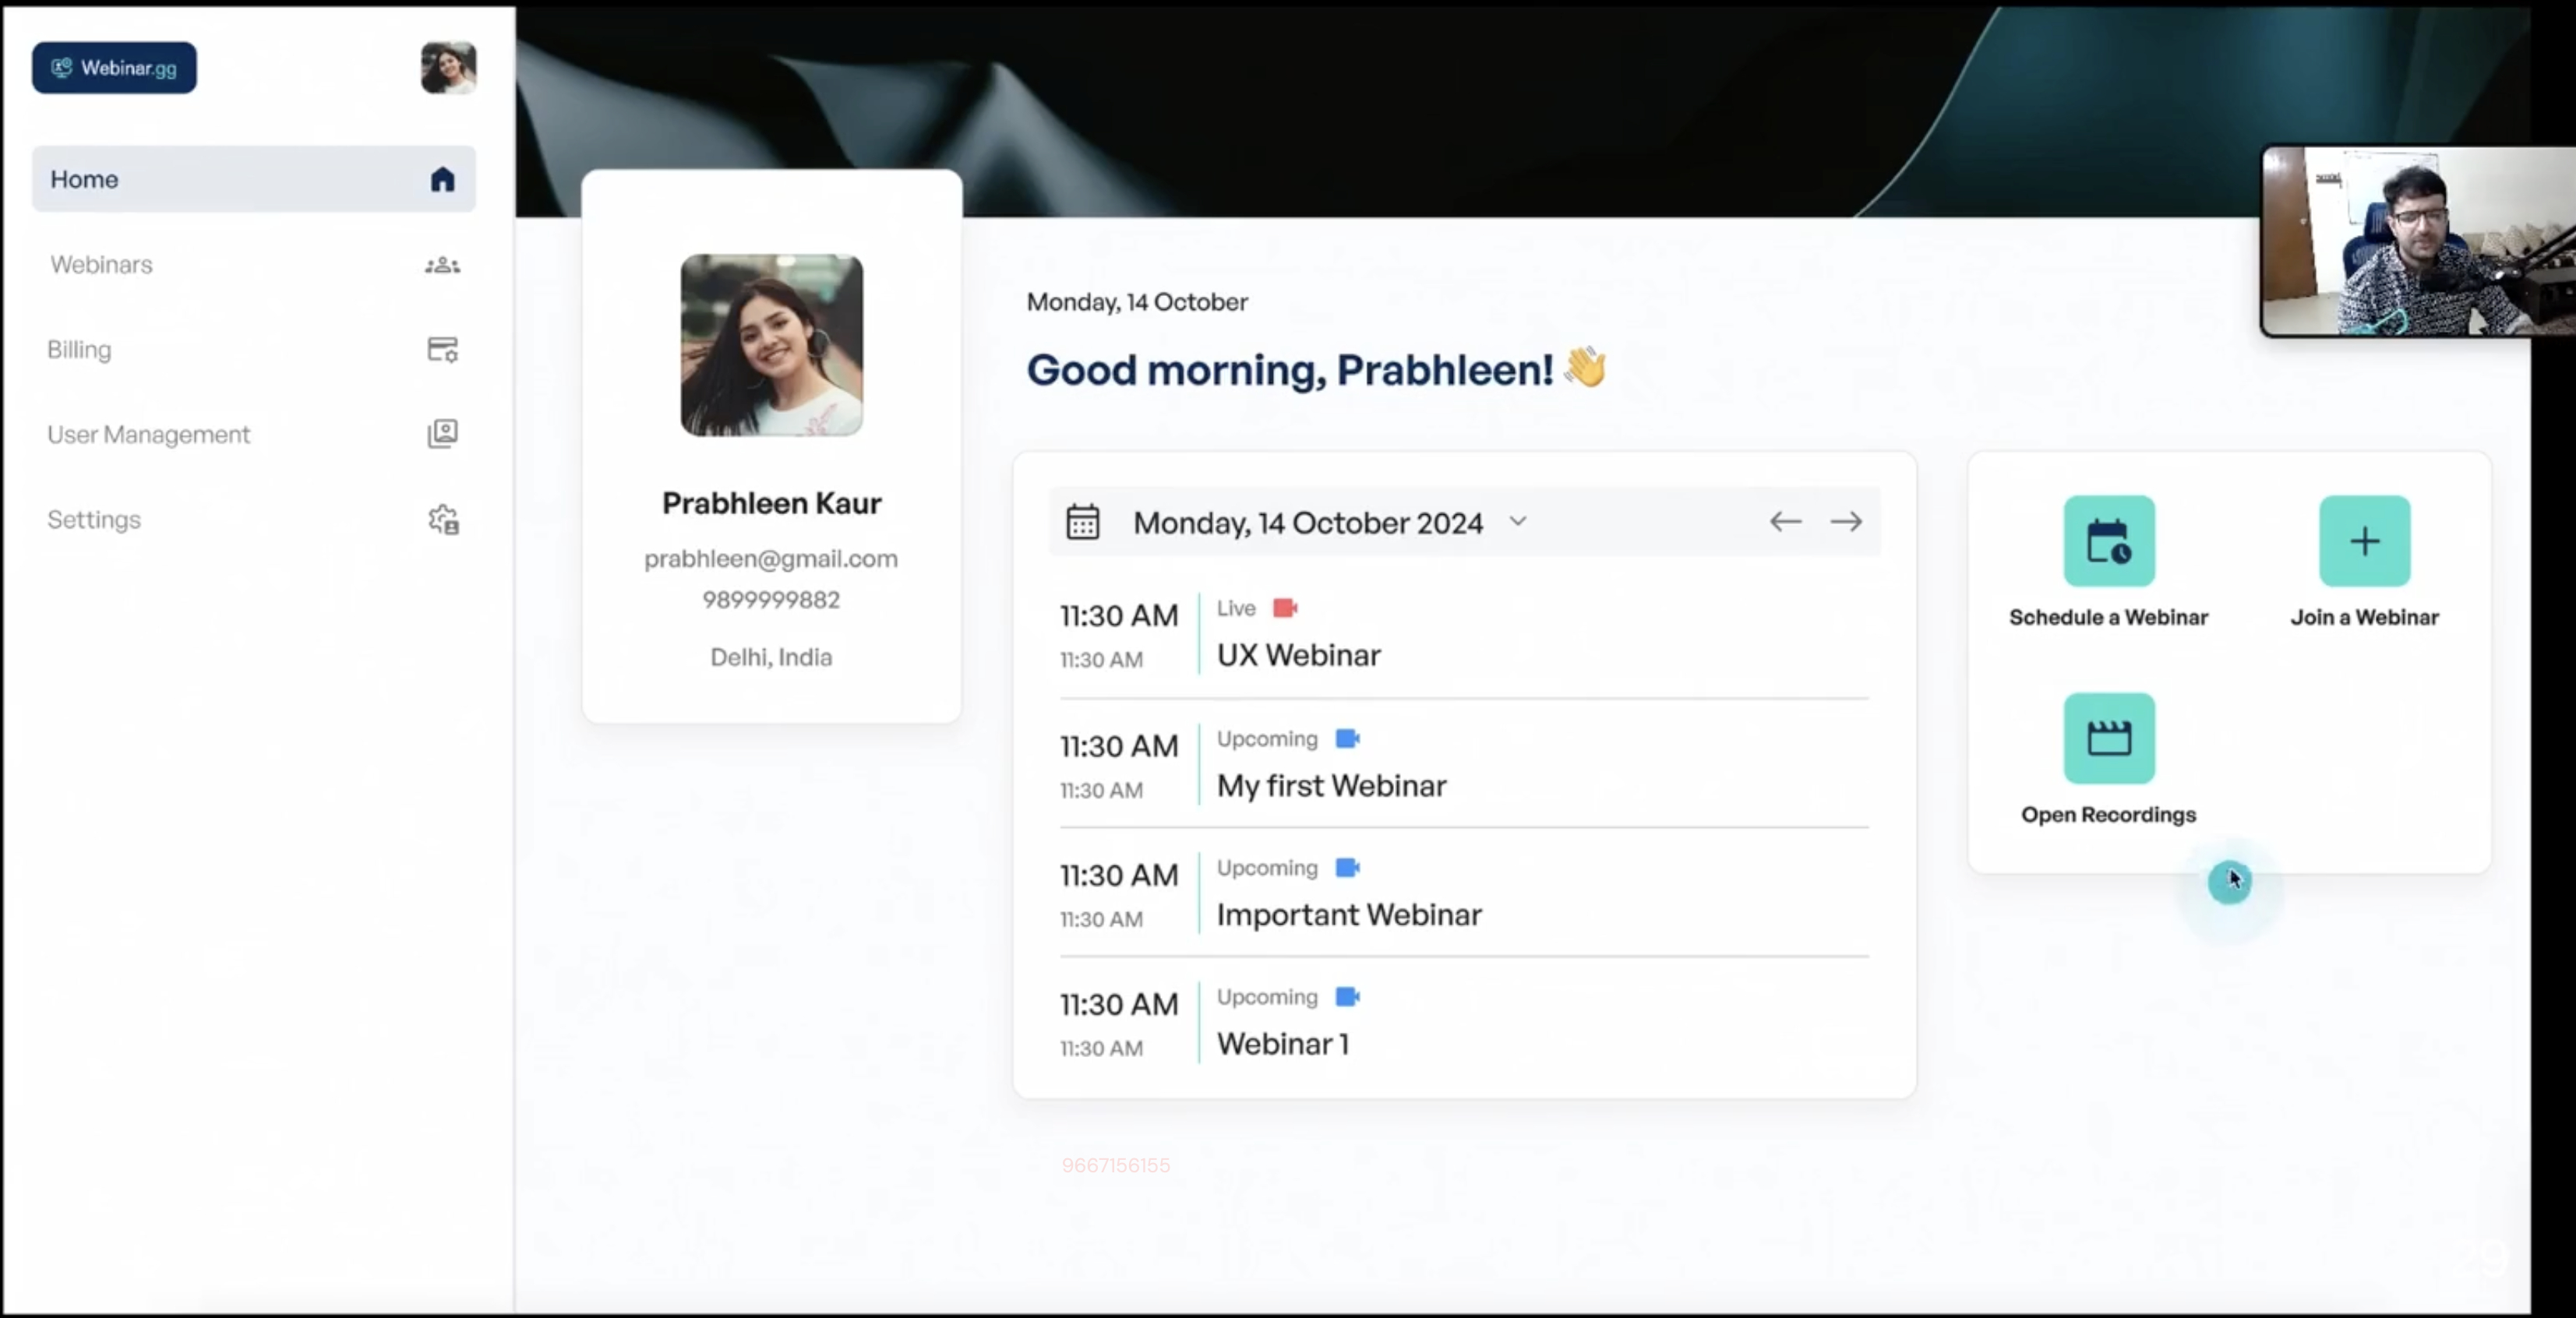 Webinar.gg
Home
Webinars
Billing
User Management
Settings
Prabhleen Kaur
prabhleen@gmail.com
9899999882
Delhi, India
Monday, 14 October
Good morning, Prabhleen! 👋
Monday, 14 October 2024
11:30 AM
11:30 AM
Live
UX Webinar
11:30 AM
11:30 AM
Upcoming
My first Webinar
11:30 AM
11:30 AM
Upcoming
Important Webinar
11:30 AM
11:30 AM
Upcoming
Webinar 1
Schedule a Webinar
Join a Webinar
Open Recordings
9667156155